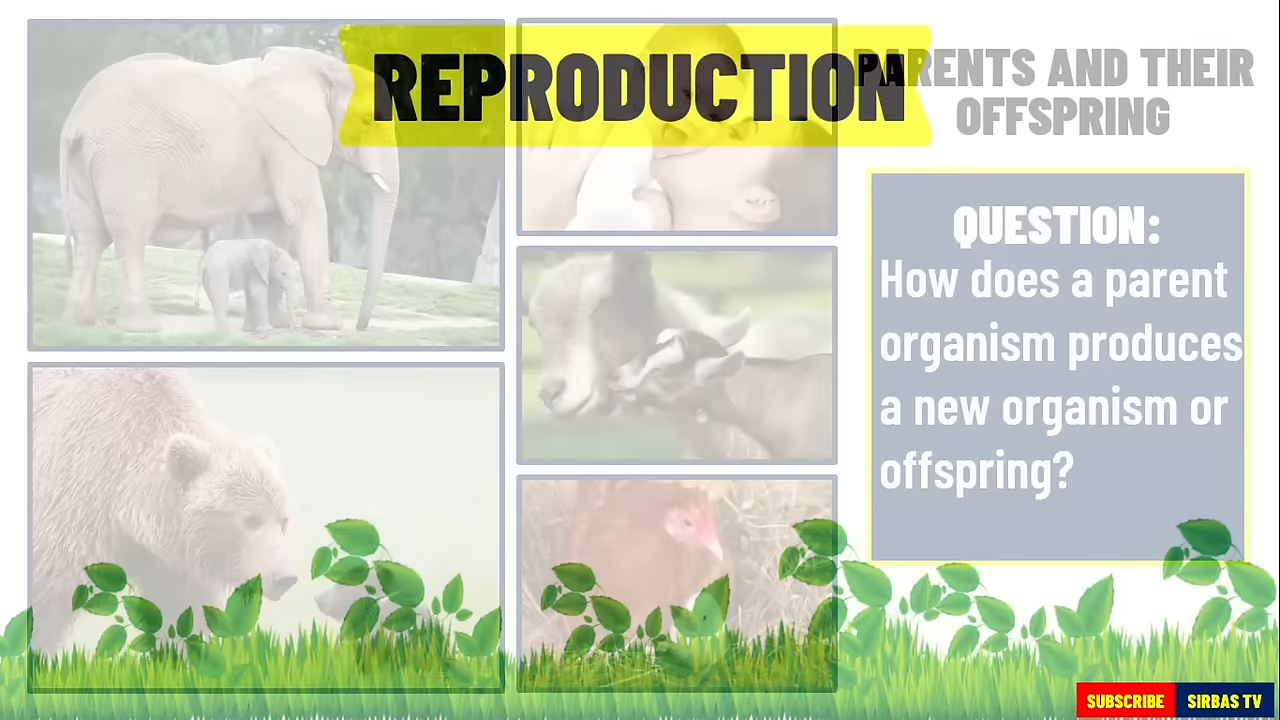 REPRODUCTION
PARENTS AND THEIR
OFFSPRING
QUESTION:
How does a parent
organism produces
a new organism or
offspring?
SUBSCRIBE SIRBAS TV